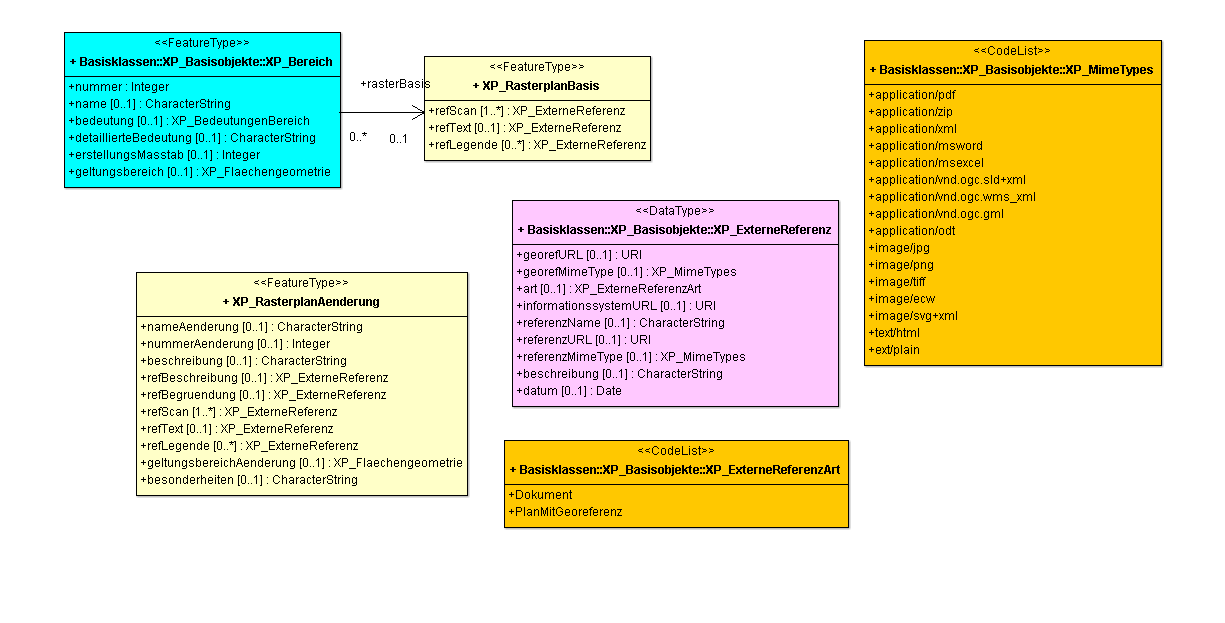 <<FeatureType>>
+ Basisklassen::XP_Basisobjekte::XP_Bereich
+nummer : Integer
+name [0..1] : CharacterString
+bedeutung [0..1] : XP_BedeutungenBereich
+detaillierteBedeutung [0..1] : CharacterString
+erstellungsMasstab [0..1] : Integer
+geltungsbereich [0..1] : XP_Flaechengeometrie
+rasterBasis
0..*
0..1
<<FeatureType>>
+ XP_RasterplanBasis
+refScan [1..*] : XP_ExterneReferenz
+refText [0..1] : XP_ExterneReferenz
+refLegende [0..*] : XP_ExterneReferenz
<<CodeList>>
+ Basisklassen::XP_Basisobjekte::XP_MimeTypes
+application/pdf
+application/zip
+application/xml
+application/msword
+application/msexcel
+application/vnd.ogc.sld+xml
+application/vnd.ogc.wms_xml
+application/vnd.ogc.gml
+application/odt
+image/jpg
+image/png
+image/tiff
+image/ecw
+image/svg+xml
+text/html
+ext/plain
<<DataType>>
+ Basisklassen::XP_Basisobjekte::XP_ExterneReferenz
+georefURL [0..1] : URI
+georefMimeType [0..1] : XP_MimeTypes
+art [0..1] : XP_ExterneReferenzArt
+informationssystemURL [0..1] : URI
+referenzName [0..1] : CharacterString
+referenzURL [0..1] : URI
+referenzMimeType [0..1] : XP_MimeTypes
+beschreibung [0..1] : CharacterString
+datum [0..1] : Date
<<FeatureType>>
+ XP_RasterplanAenderung
+nameAenderung [0..1] : CharacterString
+nummerAenderung [0..1] : Integer
+beschreibung [0..1] : CharacterString
+refBeschreibung [0..1] : XP_ExterneReferenz
+refBegruendung [0..1] : XP_ExterneReferenz
+refScan [1..*] : XP_ExterneReferenz
+refText [0..1] : XP_ExterneReferenz
+refLegende [0..*] : XP_ExterneReferenz
+geltungsbereichAenderung [0..1] : XP_Flaechengeometrie
+besonderheiten [0..1] : CharacterString
<<CodeList>>
+ Basisklassen::XP_Basisobjekte::XP_ExterneReferenzArt
+Dokument
+PlanMitGeoreferenz